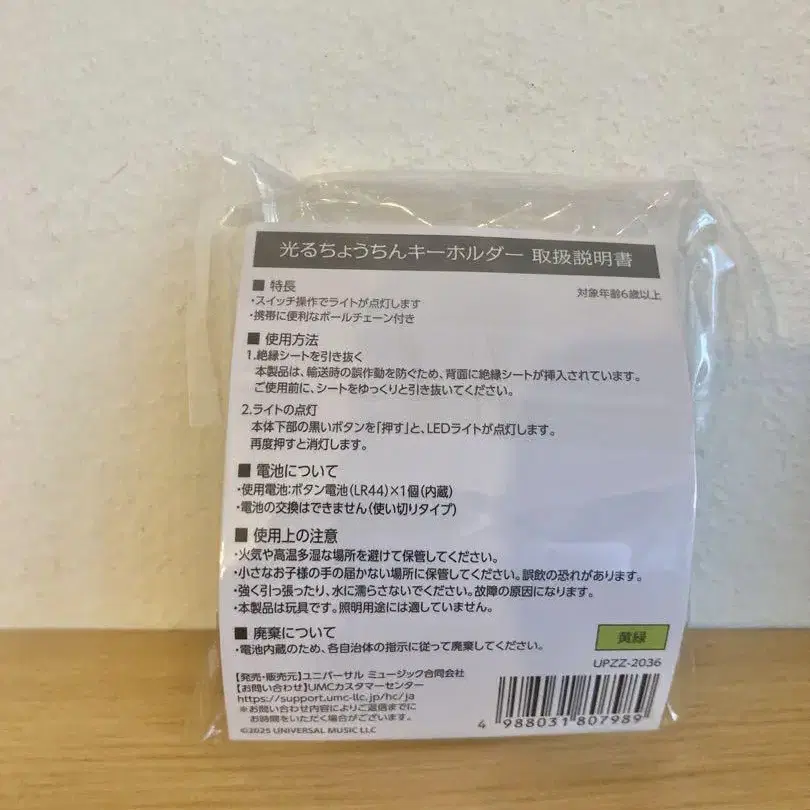 光るちょうちんキーホルダー 取扱説明書
■ 特長
対象年齢6歳以上
・スイッチ操作でライトが点灯します
・携帯に便利なボールチェーン付き
■ 使用方法
1.絶縁シートを引き抜く
本製品は、輸送時の誤作動を防ぐため、背面に絶縁シートが挿入されています。
ご使用前に、シートをゆっくりと引き抜いてください。
2.ライトの点灯
本体下部の黒いボタンを「押す」と、LEDライトが点灯します。
再度押すと消灯します。
■ 電池について
・使用電池:ボタン電池(LR44)×1個(内蔵)
・電池の交換はできません(使い切りタイプ)
■ 使用上の注意
・火気や高温多湿な場所を避けて保管してください。
・小さなお子様の手の届かない場所に保管してください。誤飲の恐れがあります。
・強く引っ張ったり、水に濡らさないでください。故障の原因になります。
・本製品は玩具です。照明用途には適していません。
■ 廃棄について
・電池内蔵のため、各自治体の指示に従って廃棄してください。
黄緑
UPZZ-2036
【発売・販売元】ユニバーサル ミュージック合同会社
【お問い合わせ】UMCカスタマーセンター
https://support.umc-llc.jp/hc/ja
※お問い合わせ内容によりご返信までに
お時間をいただく場合がございます。
©2025 UNIVERSAL MUSIC LLC
4 988031 807989